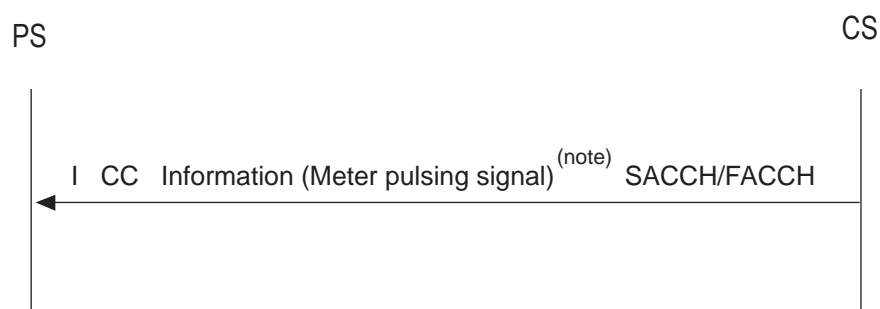 PS
CS
I CC Information (Meter pulsing signal)(note) SACCH/FACCH